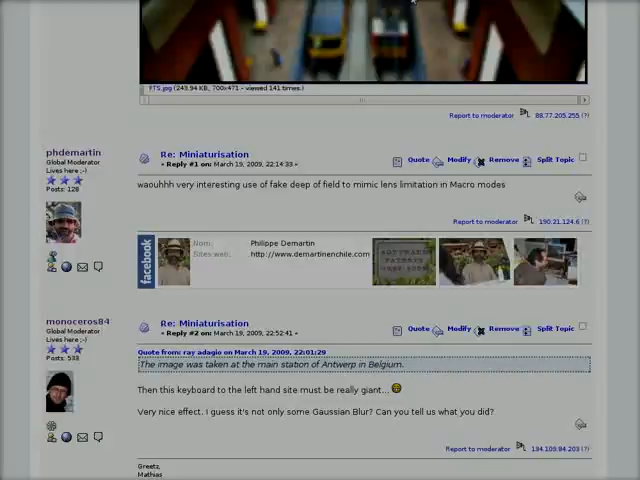 FTS.jpg (243.94 KB, 700x471 - viewed 141 times.)
Report to moderator 88.77.205.255 (?)
phdemartin
Global Moderator
Lives here ;-)
Posts: 128
Re: Miniaturisation
« Reply #1 on: March 19, 2009, 22:14:33 »
Quote Modify Remove Split Topic
waouhhh very interesting use of fake deep of field to mimic lens limitation in Macro modes
Report to moderator 190.21.124.6 (?)
facebook
Nom: Philippe Demartin
Sites web: http://www.demartinenchile.com
SOFTWARE
PATENTS
monoceros84
Global Moderator
Lives here ;-)
Posts: 533
Re: Miniaturisation
« Reply #2 on: March 19, 2009, 22:52:41 »
Quote Modify Remove Split Topic
Quote from: ray adagio on March 19, 2009, 22:01:29
The image was taken at the main station of Antwerp in Belgium.
Then this keyboard to the left hand site must be really giant...
Very nice effect. I guess it's not only some Gaussian Blur? Can you tell us what you did?
Report to moderator 134.109.84.203 (?)
Greetz,
Mathias